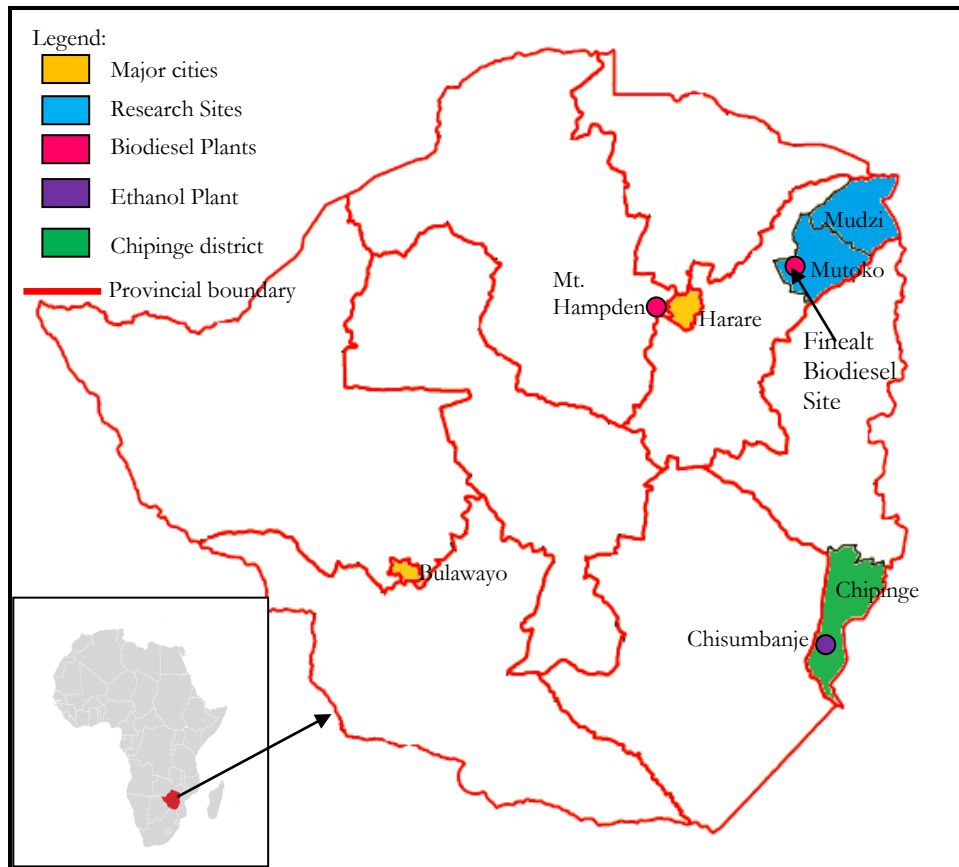 Legend:
Major cities
Research Sites
Biodiesel Plants
Ethanol Plant
Chipinge district
Provincial boundary
Mudzi
Mutoko
Mt.
Hampden
Harare
Finealt
Biodiesel
Site
Bulawayo
Chipinge
Chisumbanje